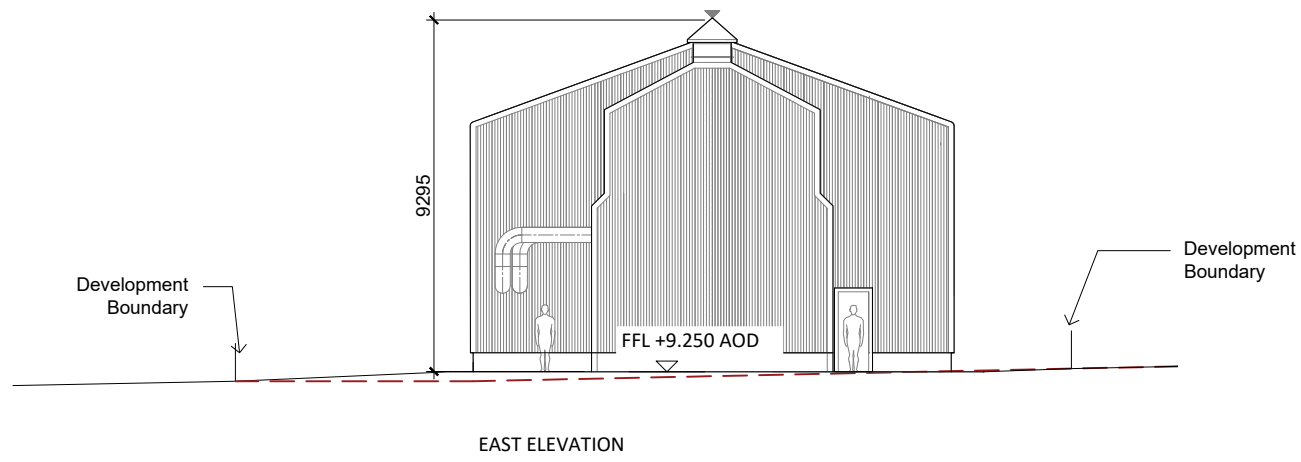 9295
Development
Boundary
Development
Boundary
FFL +9.250 AOD
EAST ELEVATION